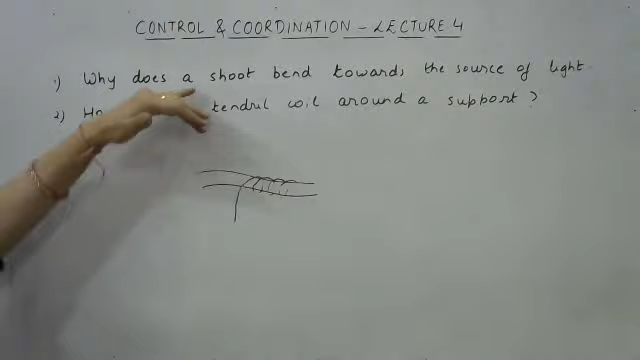 CONTROL & COORDINATION - LECTURE 4
1) Why does a shoot bend towards the source of light.
2) tendril coil around a support?